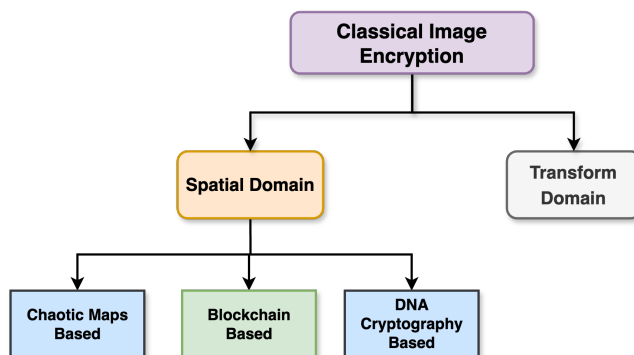 Classical Image
Encryption
Spatial Domain
Transform
Domain
Chaotic Maps
Based
Blockchain
Based
DNA
Cryptography
Based